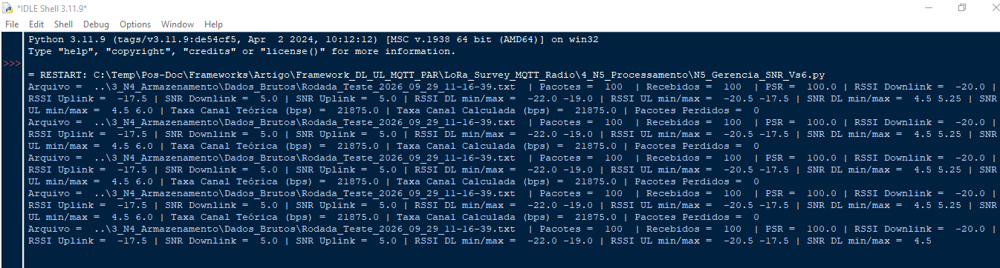 *IDLE Shell 3.11.9*
File Edit Shell Debug Options Window Help
Python 3.11.9 (tags/v3.11.9:de54cf5, Apr  2 2024, 10:12:12) [MSC v.1938 64 bit (AMD64)] on win32
Type "help", "copyright", "credits" or "license()" for more information.
>>>
= RESTART: C:\Temp\Pos-Doc\Frameworks\Artigo\Framework_DL_UL_MQTT_PAR\LoRa_Survey_MQTT_Radio\4_N5_Processamento\N5_Gerencia_SNR_Vs6.py
Arquivo =  ..\3_N4_Armazenamento\Dados_Brutos\Rodada_Teste_2026_09_29_11-16-39.txt  | Pacotes =  100  | Recebidos =  100  | PSR =  100.0 | RSSI Downlink =  -20.0 |
RSSI Uplink =  -17.5 | SNR Downlink =  5.0 | SNR Uplink =  5.0 | RSSI DL min/max =  -22.0 -19.0 | RSSI UL min/max =  -20.5 -17.5 | SNR DL min/max =  4.5 5.25 | SNR
UL min/max =  4.5 6.0 | Taxa Canal Teórica (bps) =  21875.0 | Taxa Canal Calculada (bps) =  21875.0 | Pacotes Perdidos =  0
Arquivo =  ..\3_N4_Armazenamento\Dados_Brutos\Rodada_Teste_2026_09_29_11-16-39.txt  | Pacotes =  100  | Recebidos =  100  | PSR =  100.0 | RSSI Downlink =  -20.0 |
RSSI Uplink =  -17.5 | SNR Downlink =  5.0 | SNR Uplink =  5.0 | RSSI DL min/max =  -22.0 -19.0 | RSSI UL min/max =  -20.5 -17.5 | SNR DL min/max =  4.5 5.25 | SNR
UL min/max =  4.5 6.0 | Taxa Canal Teórica (bps) =  21875.0 | Taxa Canal Calculada (bps) =  21875.0 | Pacotes Perdidos =  0
Arquivo =  ..\3_N4_Armazenamento\Dados_Brutos\Rodada_Teste_2026_09_29_11-16-39.txt  | Pacotes =  100  | Recebidos =  100  | PSR =  100.0 | RSSI Downlink =  -20.0 |
RSSI Uplink =  -17.5 | SNR Downlink =  5.0 | SNR Uplink =  5.0 | RSSI DL min/max =  -22.0 -19.0 | RSSI UL min/max =  -20.5 -17.5 | SNR DL min/max =  4.5 5.25 | SNR
UL min/max =  4.5 6.0 | Taxa Canal Teórica (bps) =  21875.0 | Taxa Canal Calculada (bps) =  21875.0 | Pacotes Perdidos =  0
Arquivo =  ..\3_N4_Armazenamento\Dados_Brutos\Rodada_Teste_2026_09_29_11-16-39.txt  | Pacotes =  100  | Recebidos =  100  | PSR =  100.0 | RSSI Downlink =  -20.0 |
RSSI Uplink =  -17.5 | SNR Downlink =  5.0 | SNR Uplink =  5.0 | RSSI DL min/max =  -22.0 -19.0 | RSSI UL min/max =  -20.5 -17.5 | SNR DL min/max =  4.5 5.25 | SNR
UL min/max =  4.5 6.0 | Taxa Canal Teórica (bps) =  21875.0 | Taxa Canal Calculada (bps) =  21875.0 | Pacotes Perdidos =  0
Arquivo =  ..\3_N4_Armazenamento\Dados_Brutos\Rodada_Teste_2026_09_29_11-16-39.txt  | Pacotes =  100  | Recebidos =  100  | PSR =  100.0 | RSSI Downlink =  -20.0 |
RSSI Uplink =  -17.5 | SNR Downlink =  5.0 | SNR Uplink =  5.0 | RSSI DL min/max =  -22.0 -19.0 | RSSI UL min/max =  -20.5 -17.5 | SNR DL min/max =  4.5